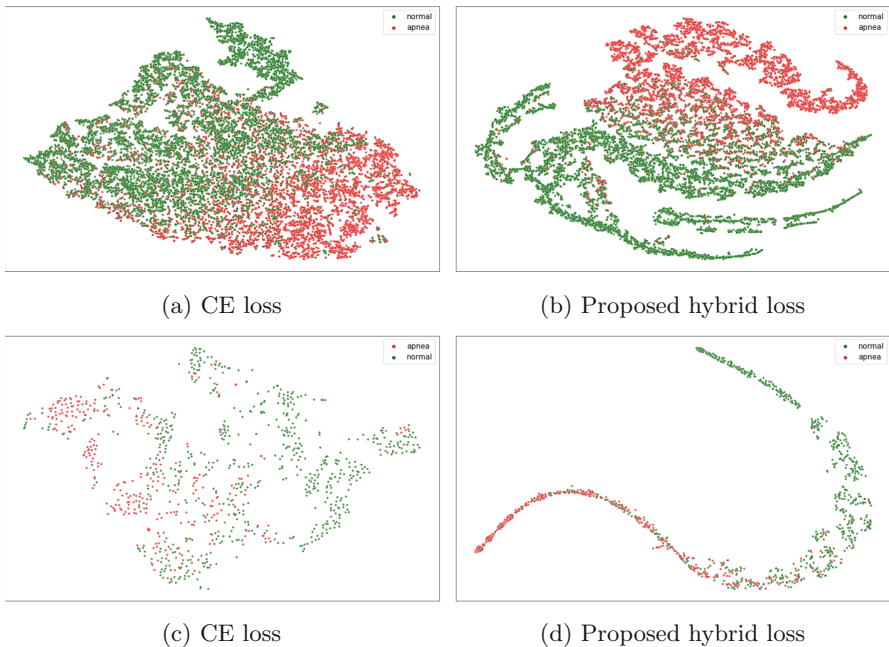 normal
apnea
normal
apnea
(a) CE loss
(b) Proposed hybrid loss
apnea
normal
normal
apnea
(c) CE loss
(d) Proposed hybrid loss